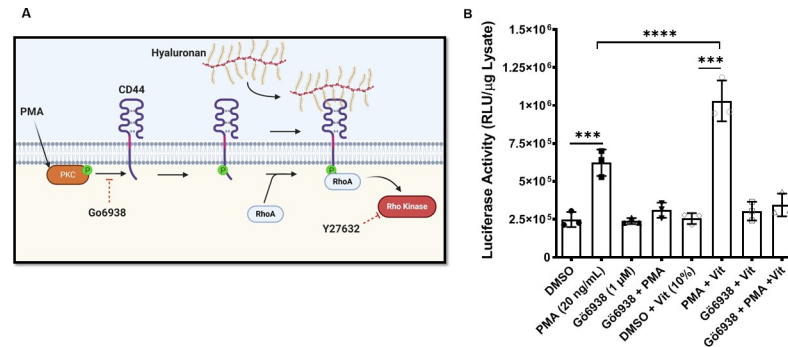 A
Hyaluronan
CD44
PMA
PKC
P
P
P
RhoA
RhoA
Rho Kinase
Go6938
Y27632
B
Luciferase Activity (RLU/µg Lysate)
1.5×10⁶
1.25×10⁶
1×10⁶
7.5×10⁵
5×10⁵
2.5×10⁵
0
****
***
***
DMSO
PMA (20 ng/mL)
Gö6938 (1 µM)
Gö6938 + PMA
DMSO + Vit (10%)
PMA + Vit
Gö6938 + Vit
Gö6938 + PMA +Vit